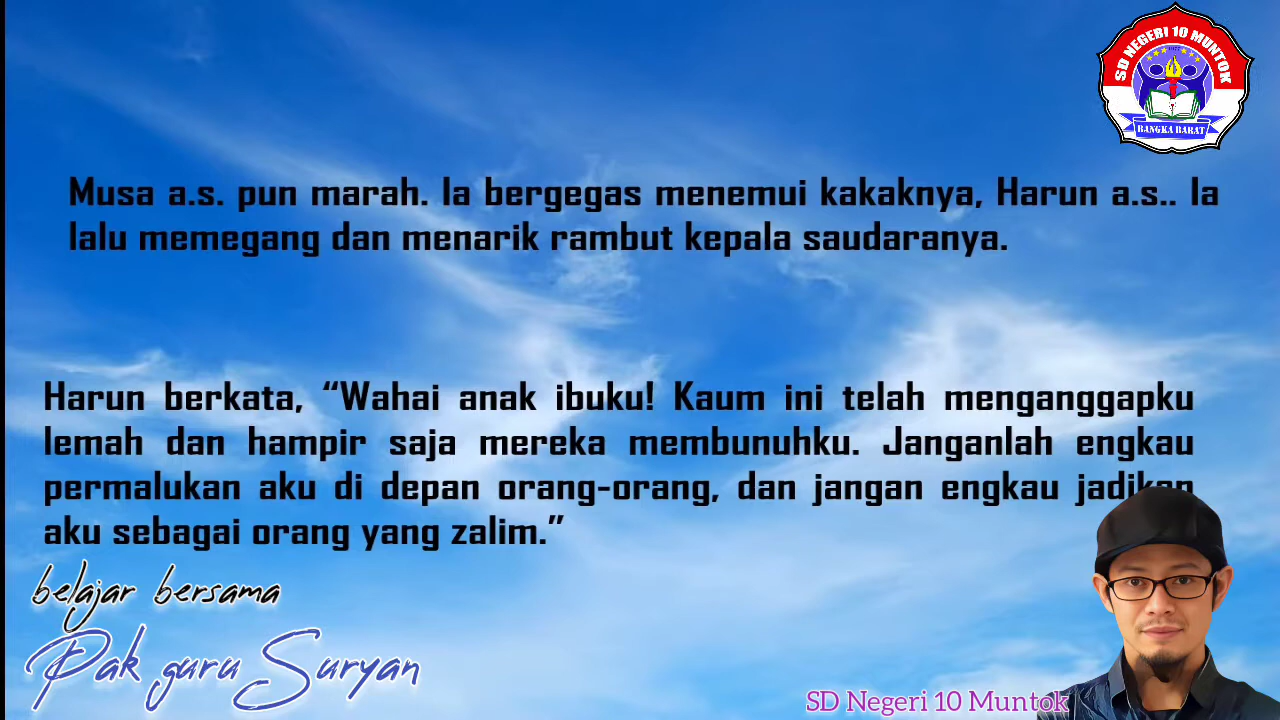 SD NEGERI 10 MUNTOK
1977
BANGKA BARAT
Musa a.s. pun marah. Ia bergegas menemui kakaknya, Harun a.s.. Ia
lalu memegang dan menarik rambut kepala saudaranya.
Harun berkata, “Wahai anak ibuku! Kaum ini telah menganggapku
lemah dan hampir saja mereka membunuhku. Janganlah engkau
permalukan aku di depan orang-orang, dan jangan engkau jadikan
aku sebagai orang yang zalim.”
belajar bersama
Pak guru Suryan
SD Negeri 10 Muntok